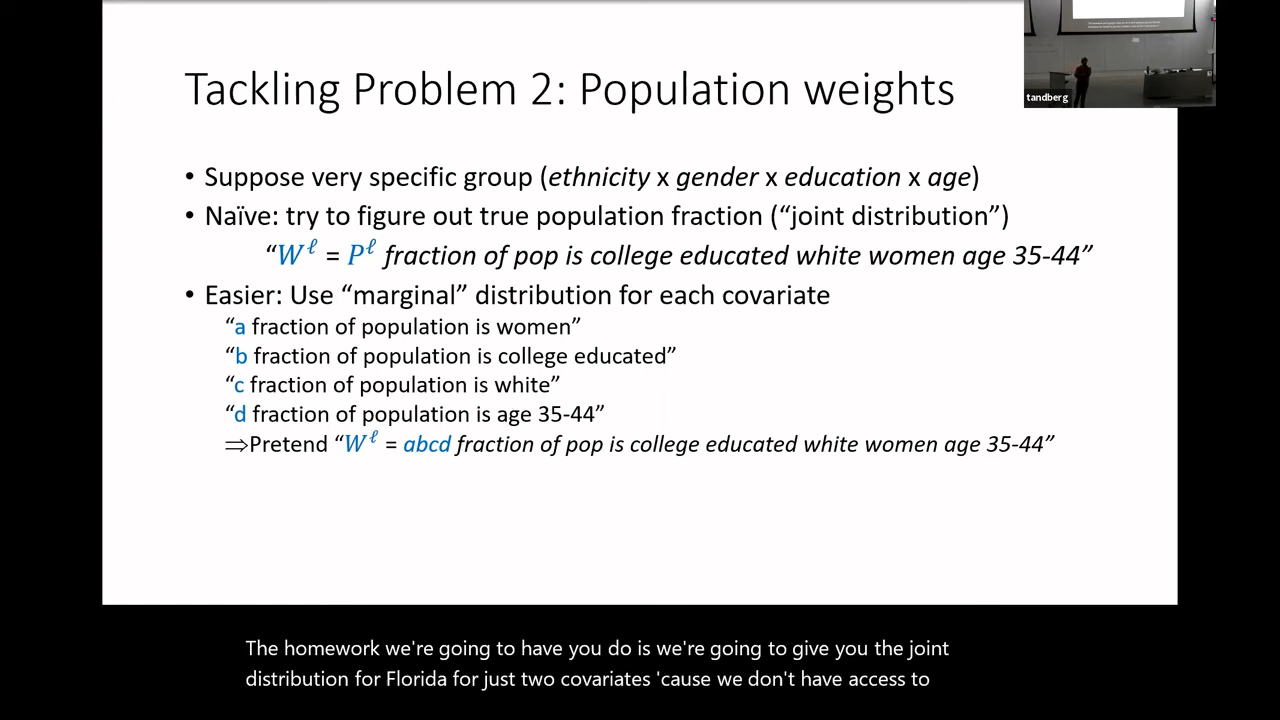 Tackling Problem 2: Population weights
tandberg
• Suppose very specific group (ethnicity x gender x education x age)
• Naïve: try to figure out true population fraction (“joint distribution”)
“Wℓ = Pℓ fraction of pop is college educated white women age 35-44”
• Easier: Use “marginal” distribution for each covariate
“a fraction of population is women”
“b fraction of population is college educated”
“c fraction of population is white”
“d fraction of population is age 35-44”
⇒Pretend “Wℓ = abcd fraction of pop is college educated white women age 35-44”
The homework we're going to have you do is we're going to give you the joint
distribution for Florida for just two covariates 'cause we don't have access to